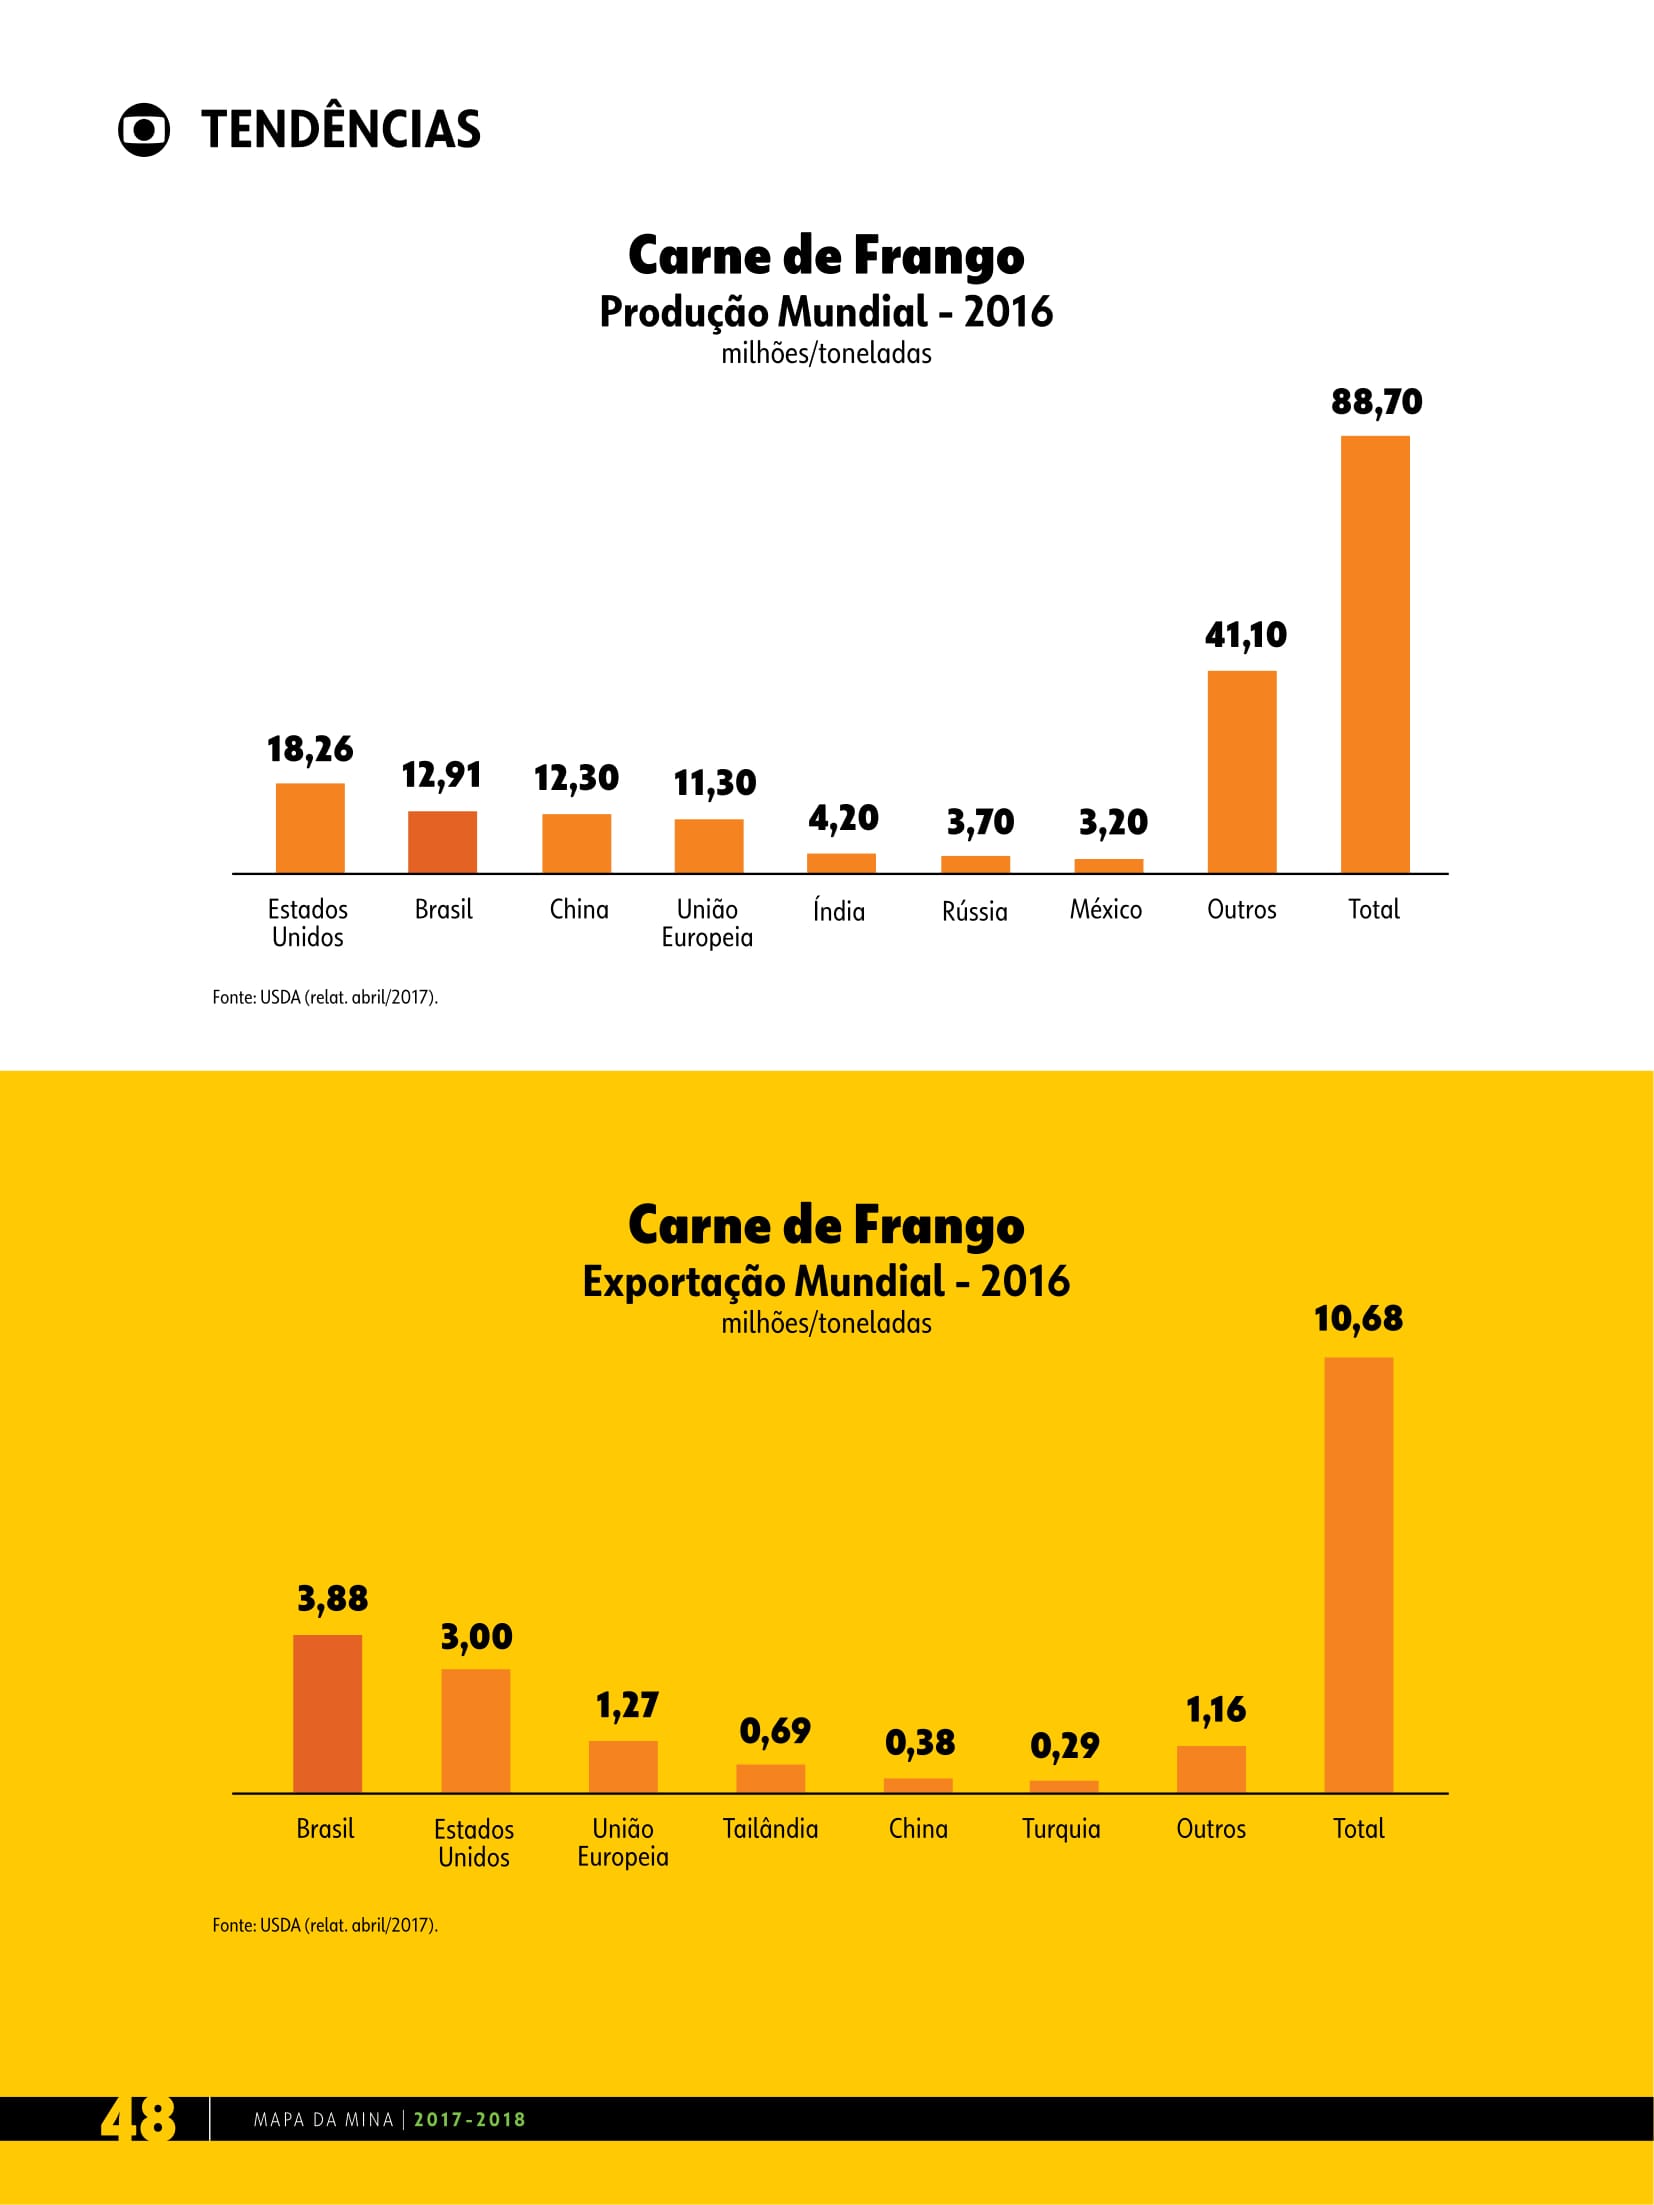 TENDÊNCIAS
Carne de Frango
Produção Mundial - 2016
milhões/toneladas
88,70
41,10
18,26
12,91
12,30
11,30
4,20
3,70
3,20
Estados
Unidos
Brasil
China
União
Europeia
Índia
Rússia
México
Outros
Total
Fonte: USDA (relat. abril/2017).
Carne de Frango
Exportação Mundial - 2016
milhões/toneladas
10,68
3,88
3,00
1,27
0,69
0,38
0,29
1,16
Brasil
Estados
Unidos
União
Europeia
Tailândia
China
Turquia
Outros
Total
Fonte: USDA (relat. abril/2017).
48 MAPA DA MINA | 2017-2018